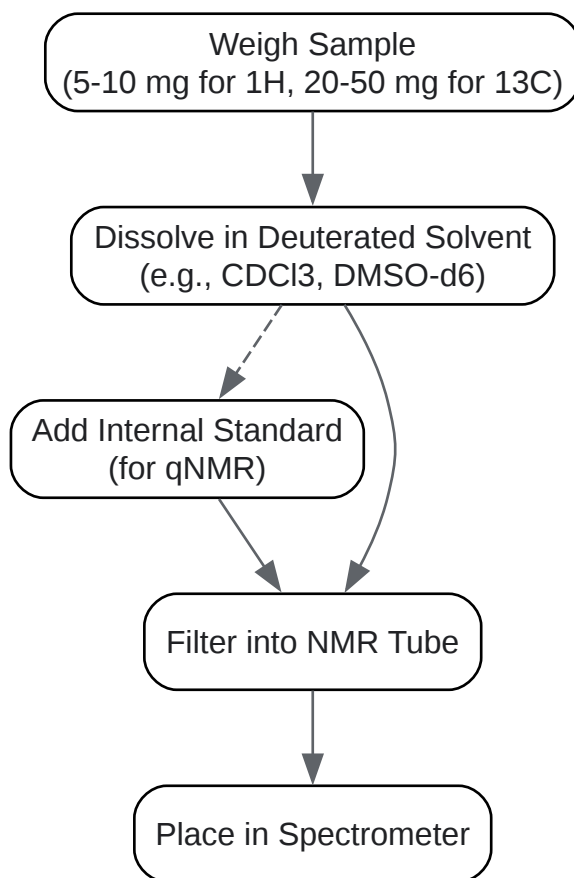 Weigh Sample
(5-10 mg for 1H, 20-50 mg for 13C)
Dissolve in Deuterated Solvent
(e.g., CDCl3, DMSO-d6)
Add Internal Standard
(for qNMR)
Filter into NMR Tube
Place in Spectrometer